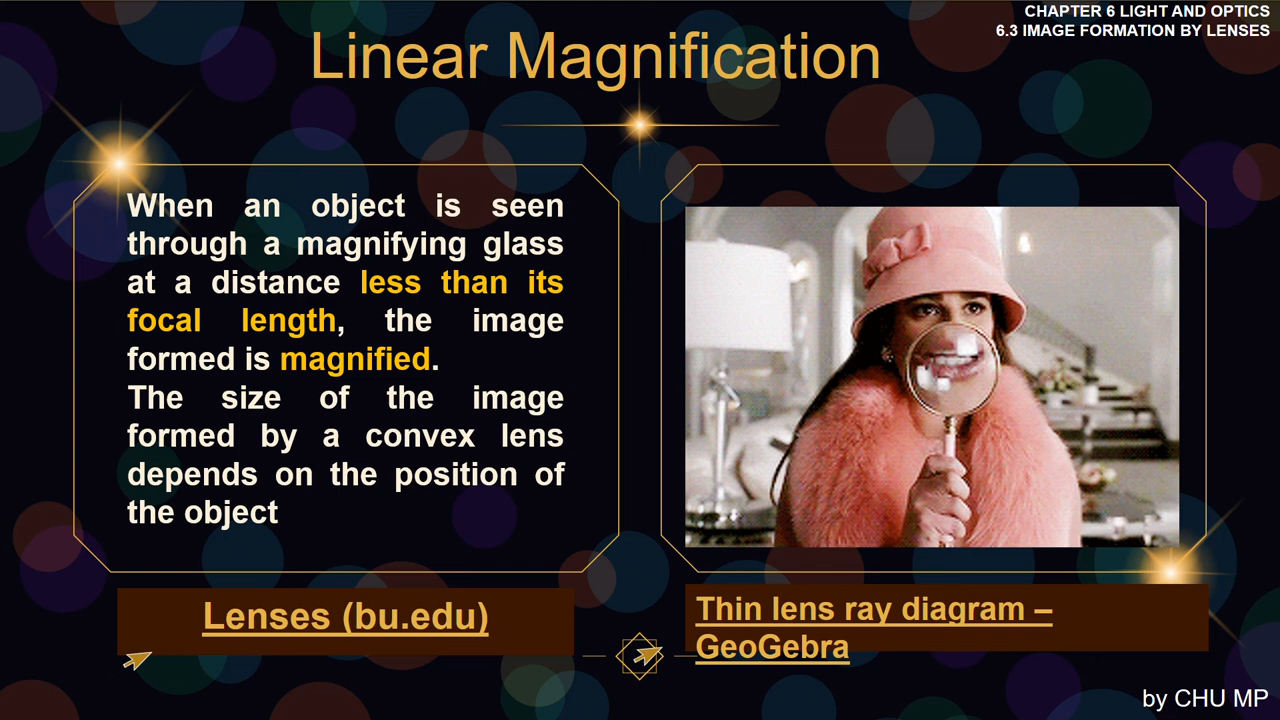 CHAPTER 6 LIGHT AND OPTICS
6.3 IMAGE FORMATION BY LENSES
Linear Magnification
When an object is seen
through a magnifying glass
at a distance less than its
focal length, the image
formed is magnified.
The size of the image
formed by a convex lens
depends on the position of
the object
Lenses (bu.edu)
Thin lens ray diagram –
GeoGebra
by CHU MP